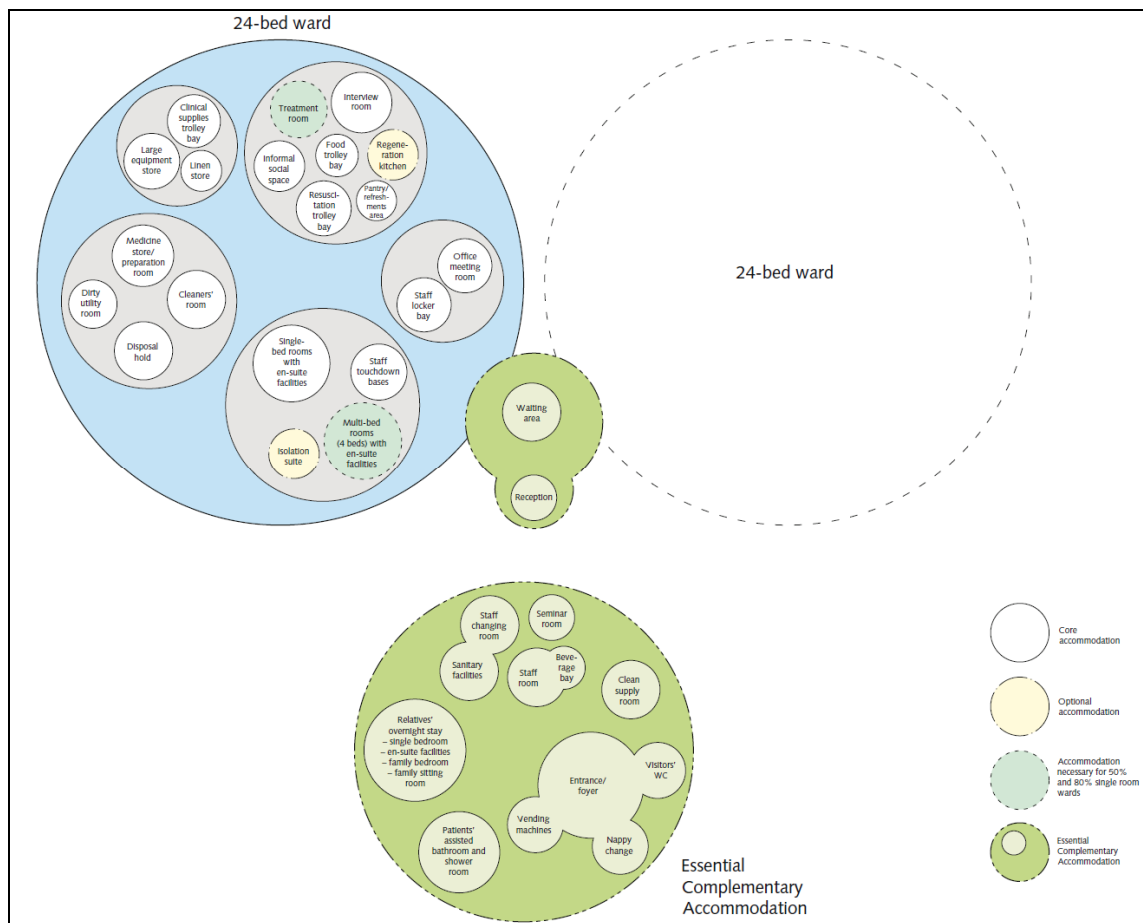 24-bed ward
Clinical
supplies
trolley
bay
Large
equipment
store
Linen
store
Treatment
room
Interview
room
Informal
social
space
Food
trolley
bay
Regene-
ration
kitchen
Resusci-
tation
trolley
bay
Pantry/
refresh-
ments
area
Medicine
store/
preparation
room
Dirty
utility
room
Cleaners'
room
Disposal
hold
Office
meeting
room
Staff
locker
bay
Single-
bed rooms
with
en-suite
facilities
Staff
touchdown
bases
Isolation
suite
Multi-bed
rooms
(4 beds) with
en-suite
facilities
24-bed ward
Waiting
area
Reception
Staff
changing
room
Seminar
room
Sanitary
facilities
Staff
room
Beve-
rage
bay
Clean
supply
room
Relatives'
overnight stay
– single bedroom
– en-suite facilities
– family bedroom
– family sitting
room
Entrance/
foyer
Visitors'
WC
Vending
machines
Nappy
change
Patients'
assisted
bathroom and
shower
room
Essential
Complementary
Accommodation
Core
accommodation
Optional
accommodation
Accommodation
necessary for 50%
and 80% single room
wards
Essential
Complementary
Accommodation